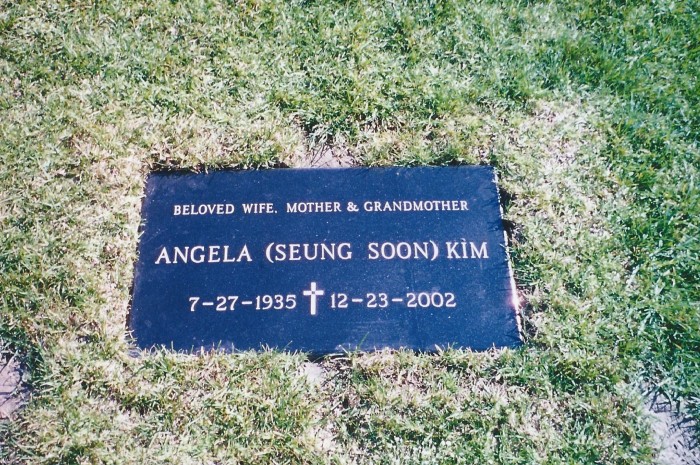 BELOVED WIFE, MOTHER & GRANDMOTHER
ANGELA (SEUNG SOON) KIM
7-27-1935 ✝ 12-23-2002